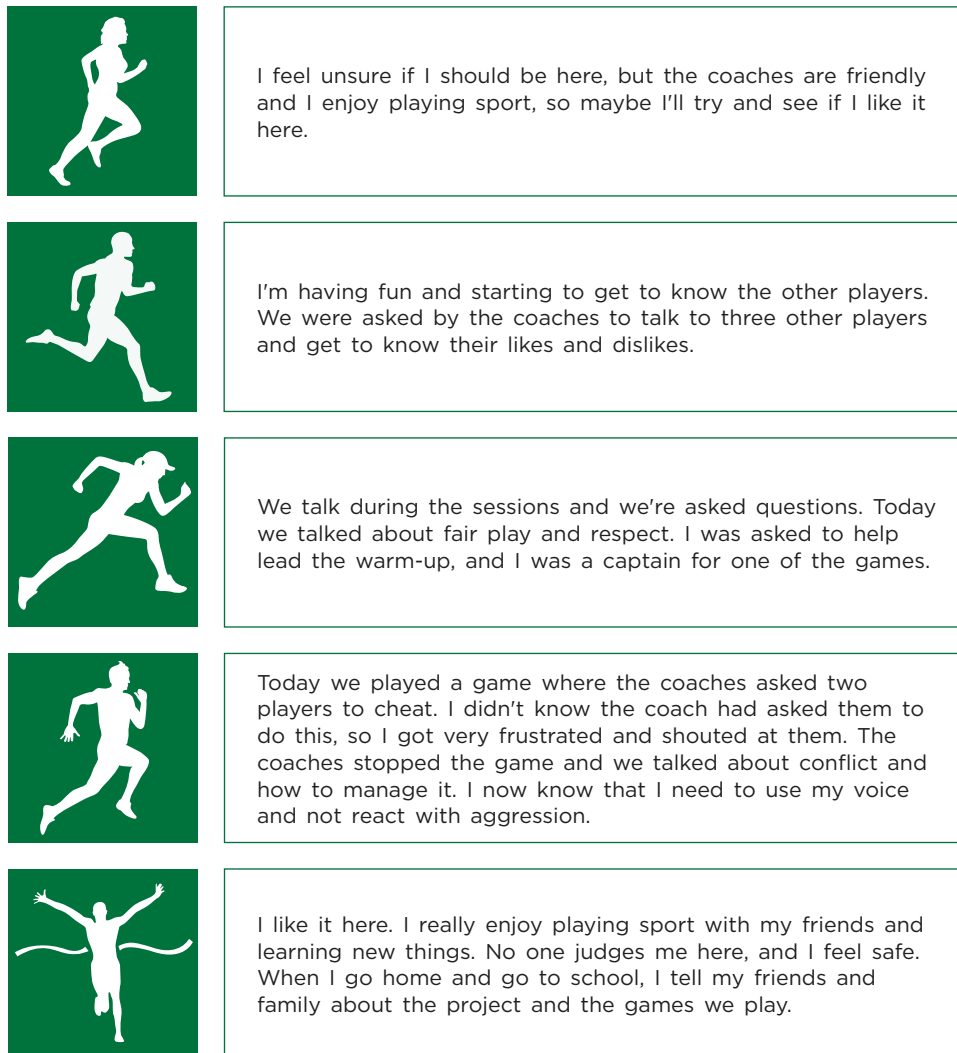 I feel unsure if I should be here, but the coaches are friendly
and I enjoy playing sport, so maybe I'll try and see if I like it
here.
I'm having fun and starting to get to know the other players.
We were asked by the coaches to talk to three other players
and get to know their likes and dislikes.
We talk during the sessions and we're asked questions. Today
we talked about fair play and respect. I was asked to help
lead the warm-up, and I was a captain for one of the games.
Today we played a game where the coaches asked two
players to cheat. I didn't know the coach had asked them to
do this, so I got very frustrated and shouted at them. The
coaches stopped the game and we talked about conflict and
how to manage it. I now know that I need to use my voice
and not react with aggression.
I like it here. I really enjoy playing sport with my friends and
learning new things. No one judges me here, and I feel safe.
When I go home and go to school, I tell my friends and
family about the project and the games we play.